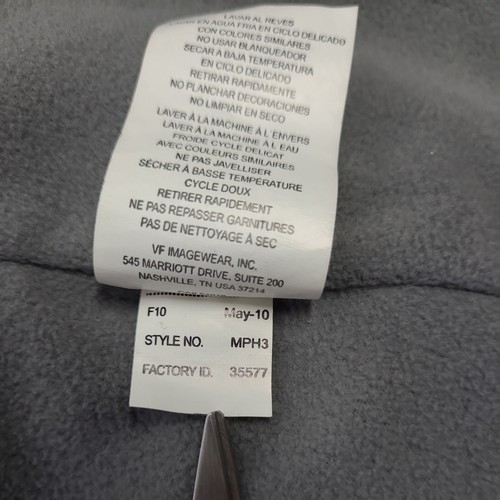 LAVAR AL REVES
LAVAR EN AGUA FRIA EN CICLO DELICADO
CON COLORES SIMILARES
NO USAR BLANQUEADOR
SECAR A BAJA TEMPERATURA
EN CICLO DELICADO
RETIRAR RAPIDAMENTE
NO PLANCHAR DECORACIONES
NO LIMPIAR EN SECO
LAVER À LA MACHINE À L'ENVERS
LAVER À LA MACHINE À L EAU
FROIDE CYCLE DELICAT
AVEC COULEURS SIMILAIRES
NE PAS JAVELLISER
SÉCHER À BASSE TEMPÉRATURE
CYCLE DOUX
RETIRER RAPIDEMENT
NE PAS REPASSER GARNITURES
PAS DE NETTOYAGE À SEC
VF IMAGEWEAR, INC.
545 MARRIOTT DRIVE, SUITE 200
NASHVILLE, TN USA 37214
F10 May-10
STYLE NO. MPH3
FACTORY ID. 35577